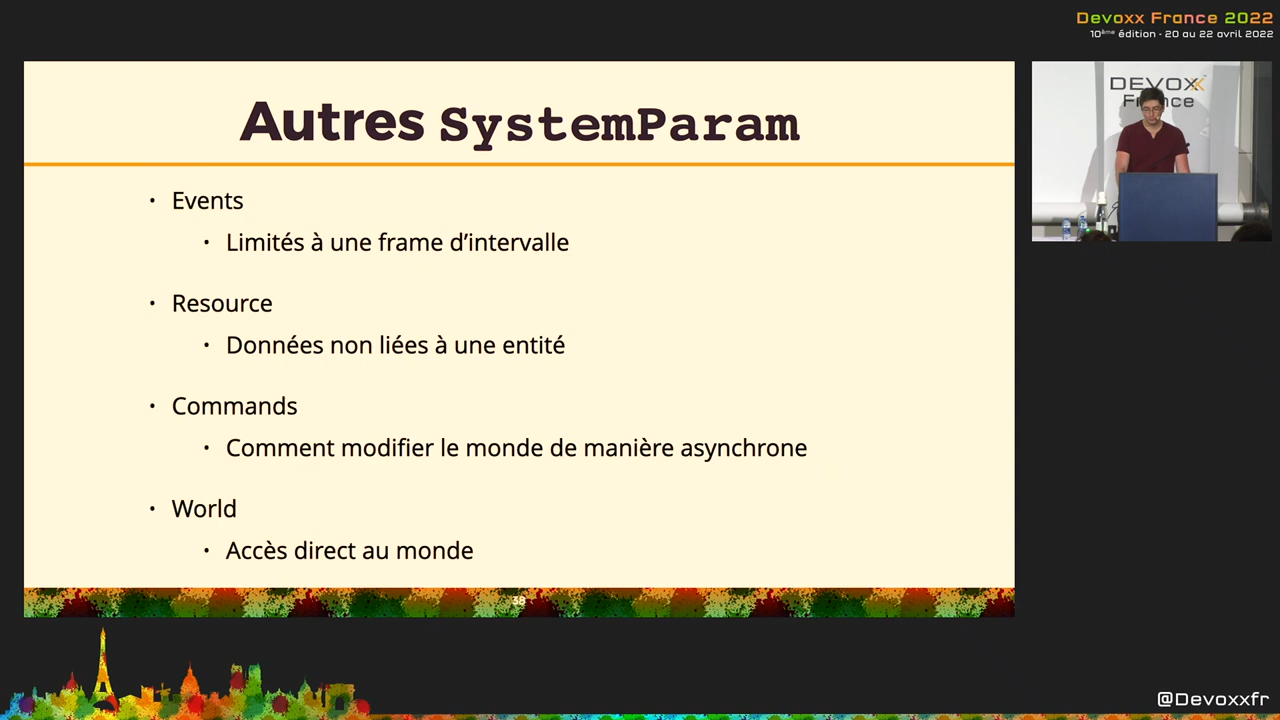 Devoxx France 2022
10ème édition - 20 au 22 avril 2022
Autres SystemParam
• Events
• Limités à une frame d’intervalle
• Resource
• Données non liées à une entité
• Commands
• Comment modifier le monde de manière asynchrone
• World
• Accès direct au monde
38
DEVOXX
France
@Devoxxfr